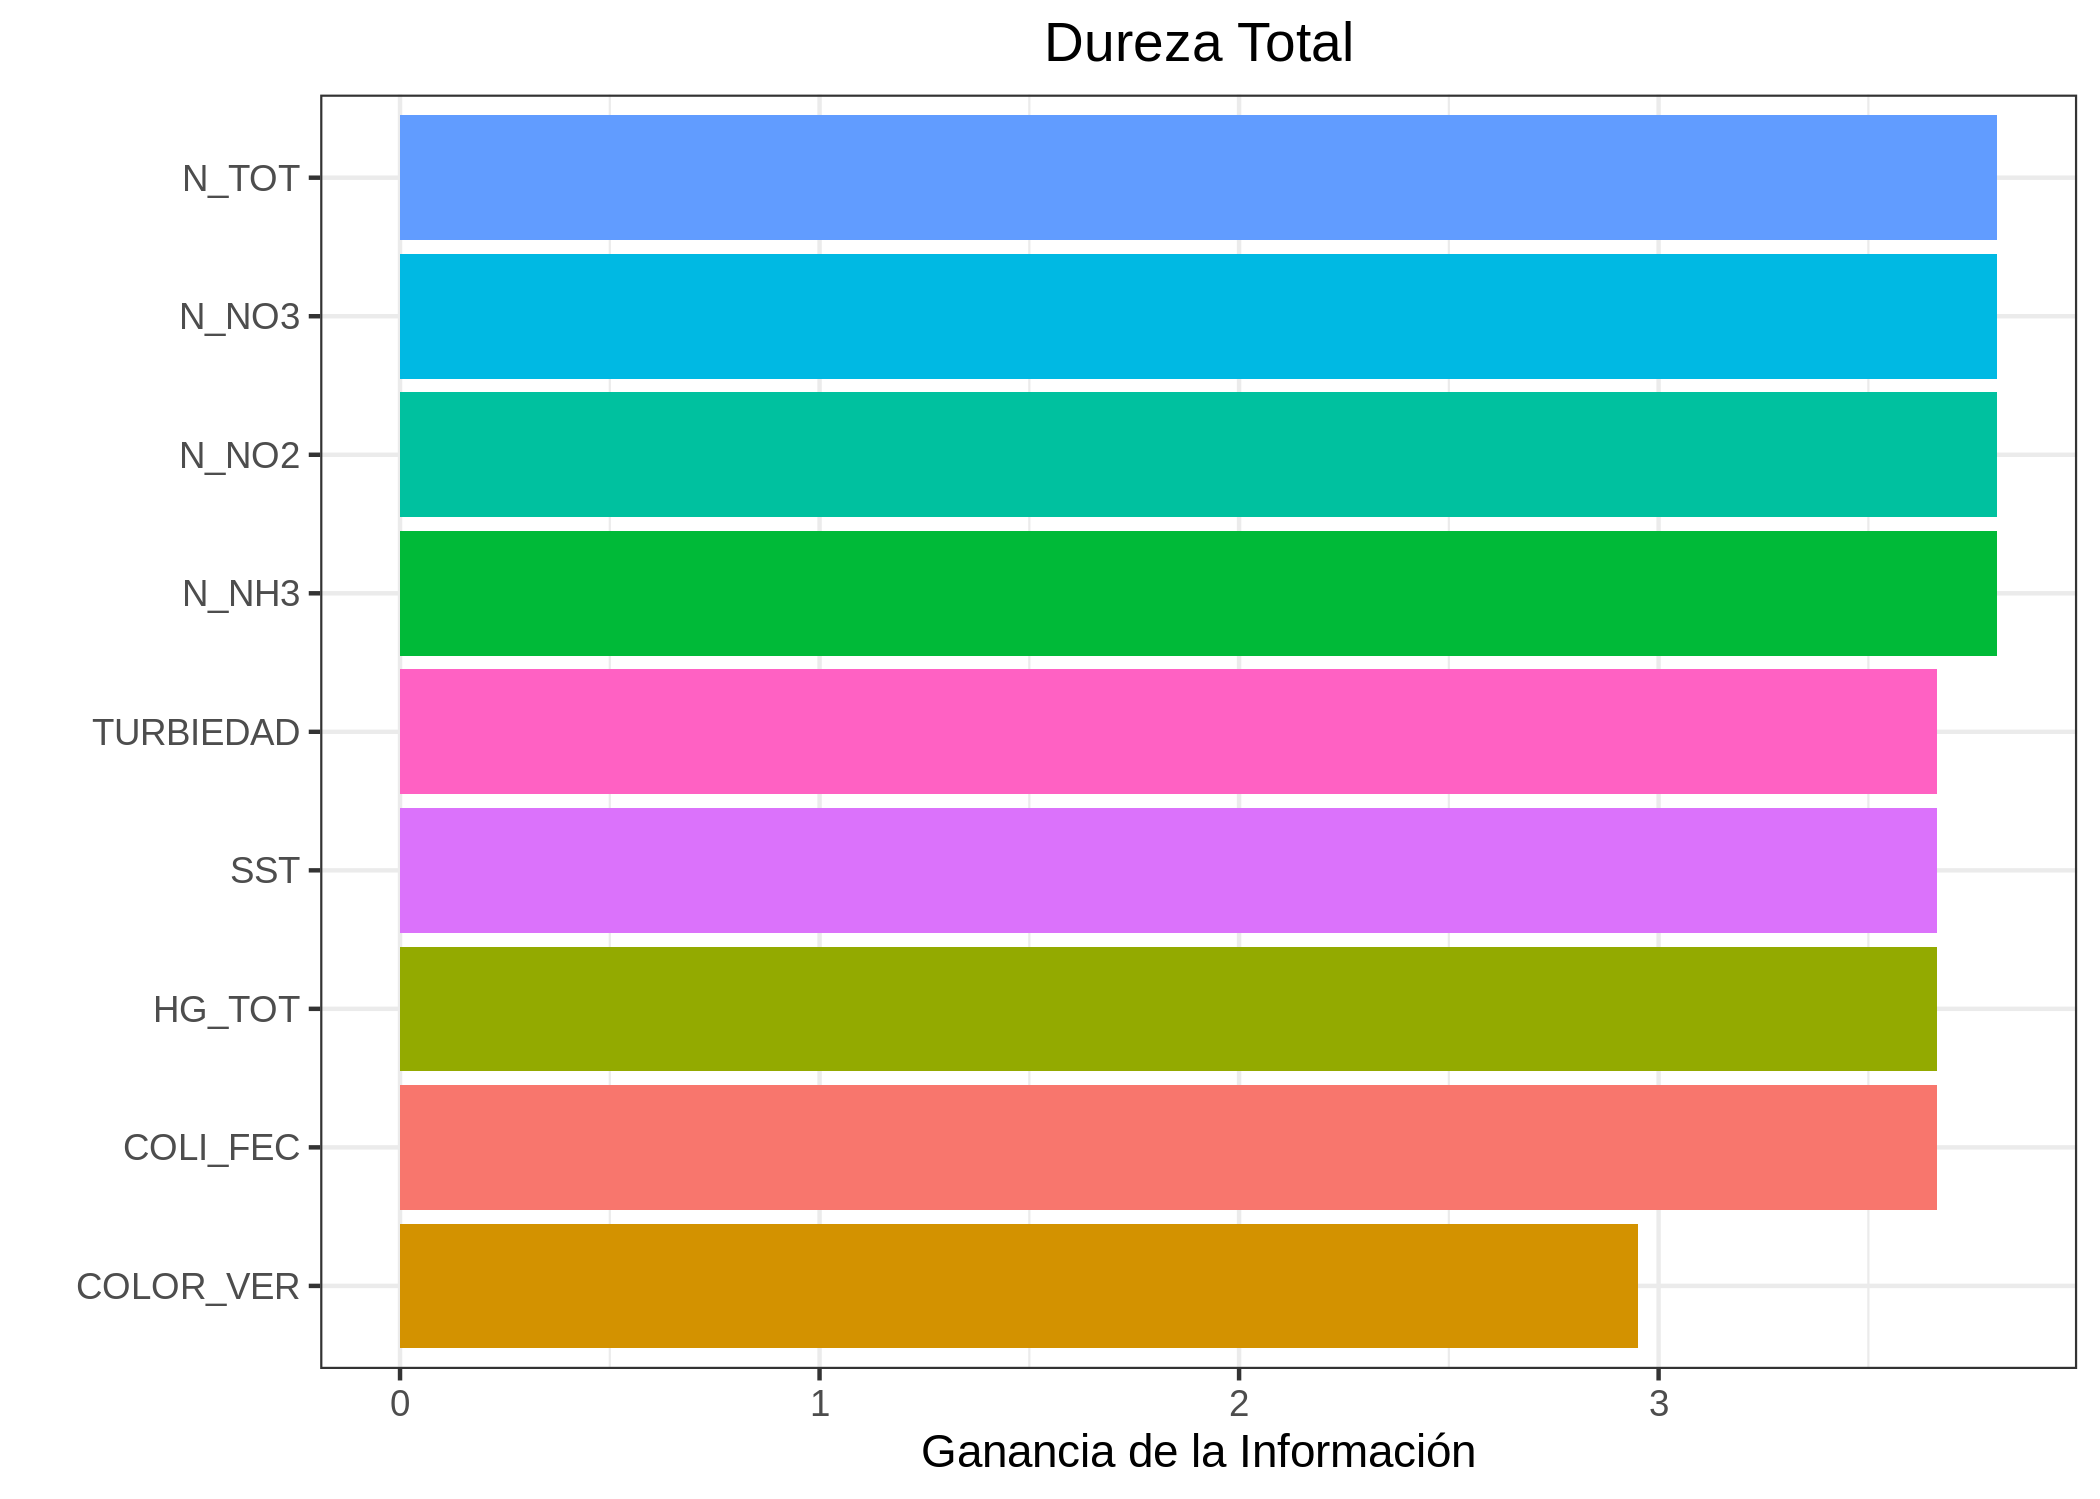 Dureza Total
N_TOT
N_NO3
N_NO2
N_NH3
TURBIEDAD
SST
HG_TOT
COLI_FEC
COLOR_VER
0 1 2 3
Ganancia de la Información